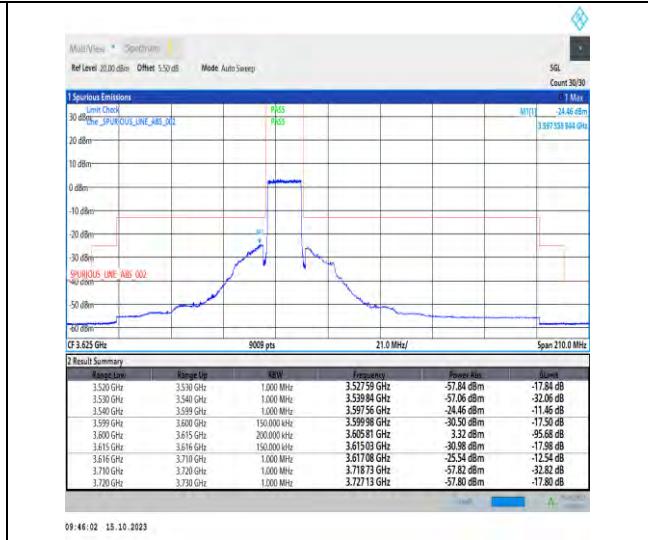 MultiView Spectrum
Ref Level 20.00 dBm Offset 5.50 dB Mode Auto Sweep SGL
Count 30/30
1 Spurious Emissions 1 Max
Limit Check PASS M1[1] -24.46 dBm
Line _SPURIOUS_LINE_ABS_002 PASS
30 dBm
20 dBm
10 dBm
0 dBm
-10 dBm
-20 dBm
-30 dBm
_SPURIOUS_LINE_ABS_002
-40 dBm
-50 dBm
-60 dBm
CF 3.625 GHz 9009 pts 21.0 MHz/ Span 210.0 MHz
2 Result Summary
Range Low Range Up RBW Frequency Power Abs ΔLimit
3.520 GHz 3.530 GHz 1.000 MHz 3.527 59 GHz -57.84 dBm -17.84 dB
3.530 GHz 3.540 GHz 1.000 MHz 3.539 84 GHz -57.06 dBm -32.06 dB
3.540 GHz 3.599 GHz 1.000 MHz 3.597 56 GHz -24.46 dBm -11.46 dB
3.599 GHz 3.600 GHz 150.000 kHz 3.599 98 GHz -30.50 dBm -17.50 dB
3.600 GHz 3.615 GHz 200.000 kHz 3.605 81 GHz 3.32 dBm -95.68 dB
3.615 GHz 3.616 GHz 150.000 kHz 3.615 03 GHz -30.98 dBm -17.98 dB
3.616 GHz 3.710 GHz 1.000 MHz 3.617 08 GHz -25.54 dBm -12.54 dB
3.710 GHz 3.720 GHz 1.000 MHz 3.718 73 GHz -57.82 dBm -32.82 dB
3.720 GHz 3.730 GHz 1.000 MHz 3.727 13 GHz -57.80 dBm -17.80 dB
09:46:02 15.10.2023